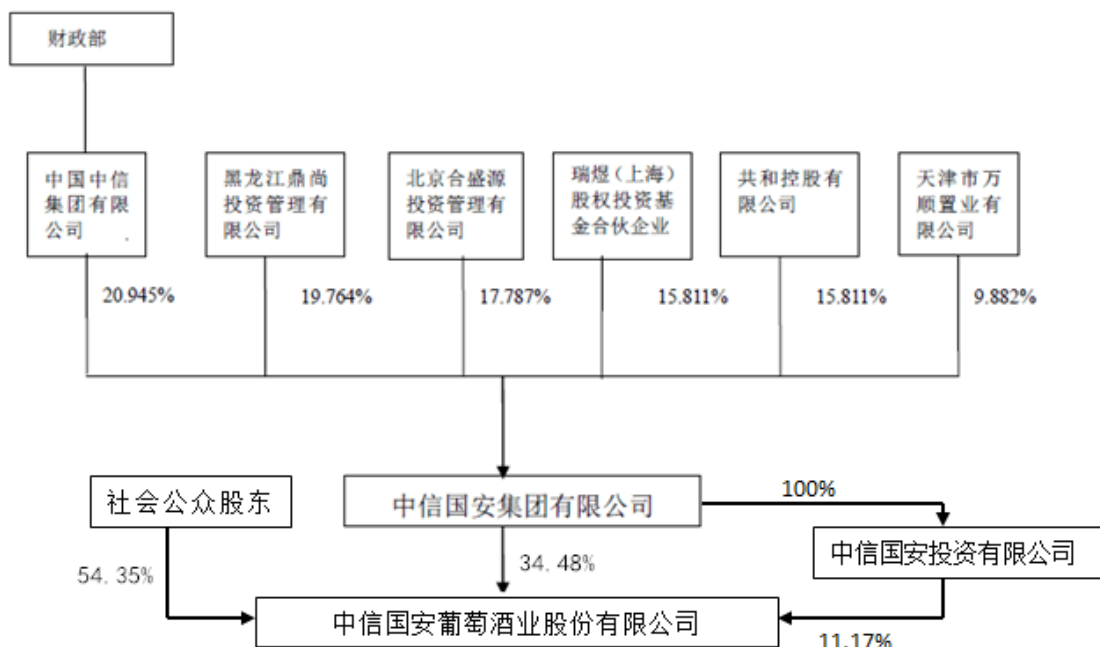 财政部
中国中信
集团有限
公司
黑龙江鼎尚
投资管理有
限公司
北京合盛源
投资管理有
限公司
瑞煜（上海）
股权投资基
金合伙企业
共和控股有
限公司
天津市万
顺置业有
限公司
20.945%
19.764%
17.787%
15.811%
15.811%
9.882%
社会公众股东
中信国安集团有限公司
100%
中信国安投资有限公司
54.35%
34.48%
中信国安葡萄酒业股份有限公司
11.17%